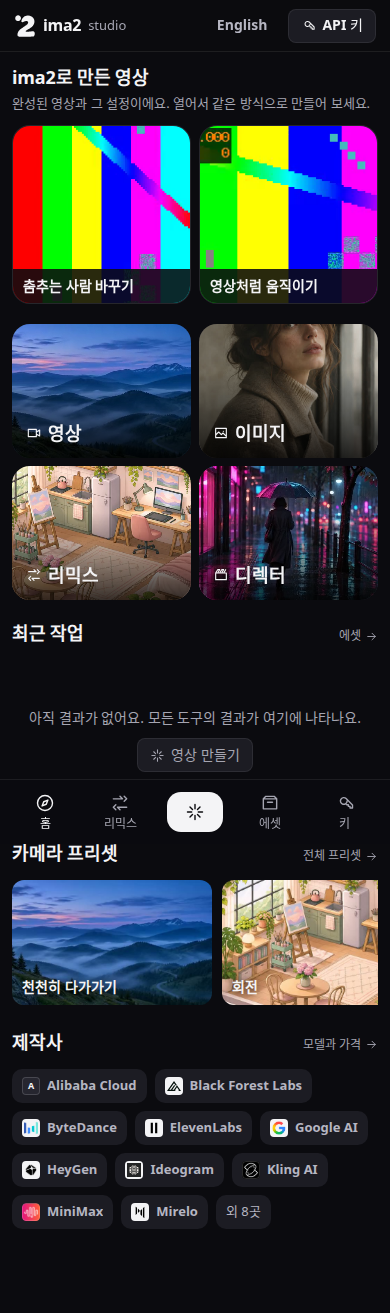 ima2 studio
English
API 키
ima2로 만든 영상
완성된 영상과 그 설정이에요. 열어서 같은 방식으로 만들어 보세요.
.000
0
춤추는 사람 바꾸기
영상처럼 움직이기
영상
이미지
리믹스
디렉터
최근 작업
에셋 →
아직 결과가 없어요. 모든 도구의 결과가 여기에 나타나요.
영상 만들기
홈
리믹스
에셋
키
카메라 프리셋
전체 프리셋 →
천천히 다가가기
회전
제작사
모델과 가격 →
A Alibaba Cloud
Black Forest Labs
ByteDance
ElevenLabs
Google AI
HeyGen
Ideogram
Kling AI
MiniMax
Mirelo
외 8곳